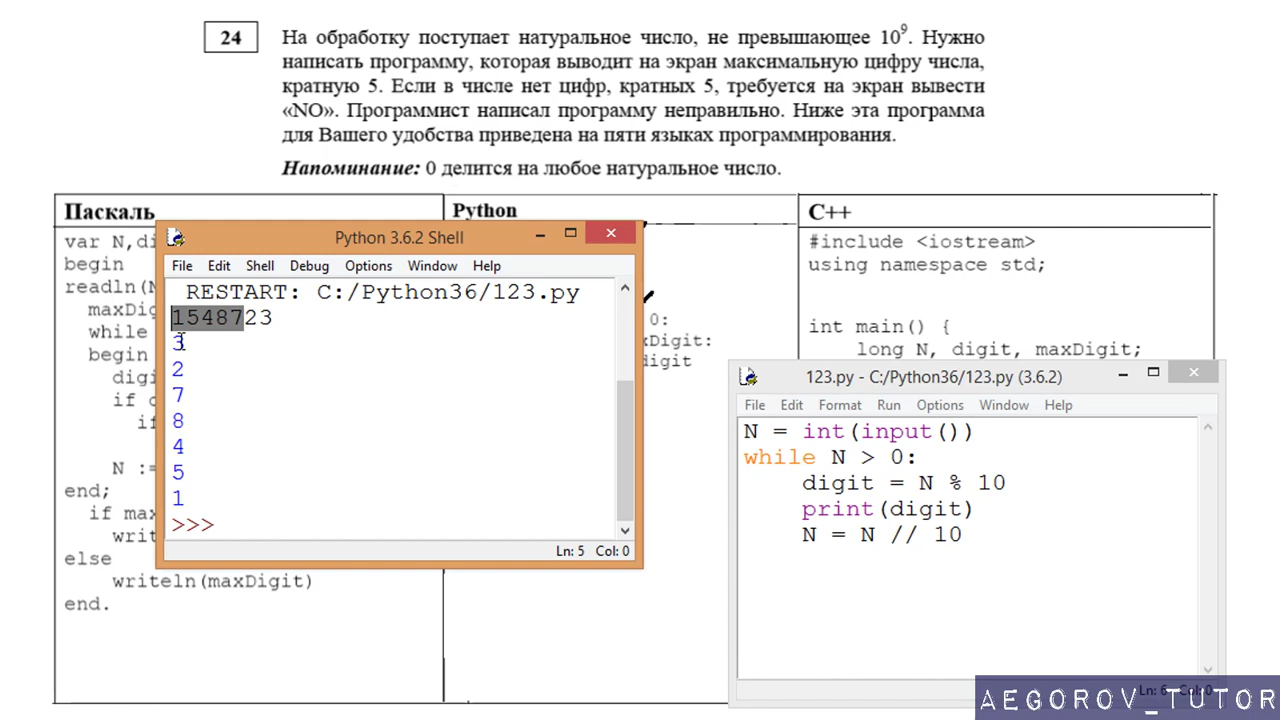 24
На обработку поступает натуральное число, не превышающее 10⁹. Нужно
написать программу, которая выводит на экран максимальную цифру числа,
кратную 5. Если в числе нет цифр, кратных 5, требуется на экран вывести
«NO». Программист написал программу неправильно. Ниже эта программа
для Вашего удобства приведена на пяти языках программирования.
Напоминание: 0 делится на любое натуральное число.
Паскаль
var N,di
begin
readln(N
maxDig
while
begin
digi
if
N :=
end;
if max
wri
else
writeln(maxDigit)
end.
Python
0:
xDigit:
digit
C++
#include <iostream>
using namespace std;
int main() {
long N, digit, maxDigit;
Python 3.6.2 Shell
File Edit Shell Debug Options Window Help
RESTART: C:/Python36/123.py
1548723
3
2
7
8
4
5
1
>>>
Ln: 5 Col: 0
123.py - C:/Python36/123.py (3.6.2)
File Edit Format Run Options Window Help
N = int(input())
while N > 0:
digit = N % 10
print(digit)
N = N // 10
Ln: 6 Col: 0
AEGOROV_TUTOR